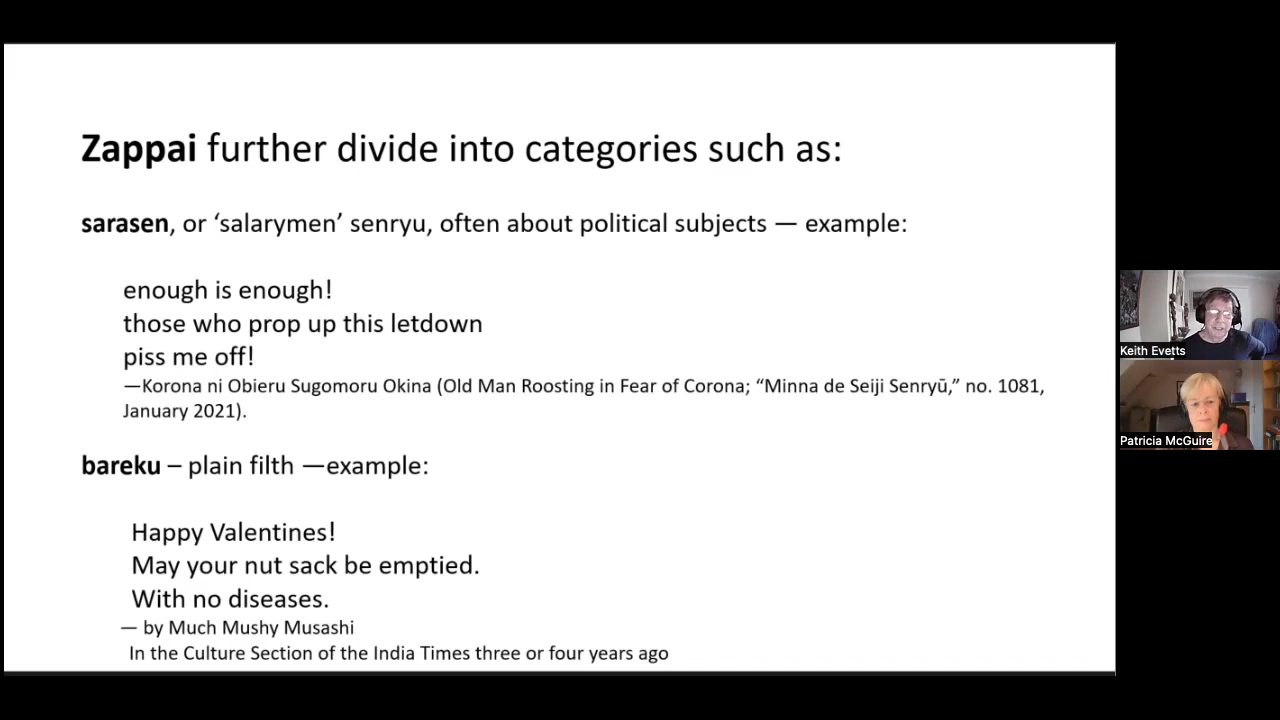 Zappai further divide into categories such as:
sarasen, or ‘salarymen’ senryu, often about political subjects — example:
enough is enough!
those who prop up this letdown
piss me off!
—Korona ni Obieru Sugomoru Okina (Old Man Roosting in Fear of Corona; “Minna de Seiji Senryū,” no. 1081,
January 2021).
bareku – plain filth —example:
Happy Valentines!
May your nut sack be emptied.
With no diseases.
— by Much Mushy Musashi
In the Culture Section of the India Times three or four years ago
Keith Evetts
Patricia McGuire